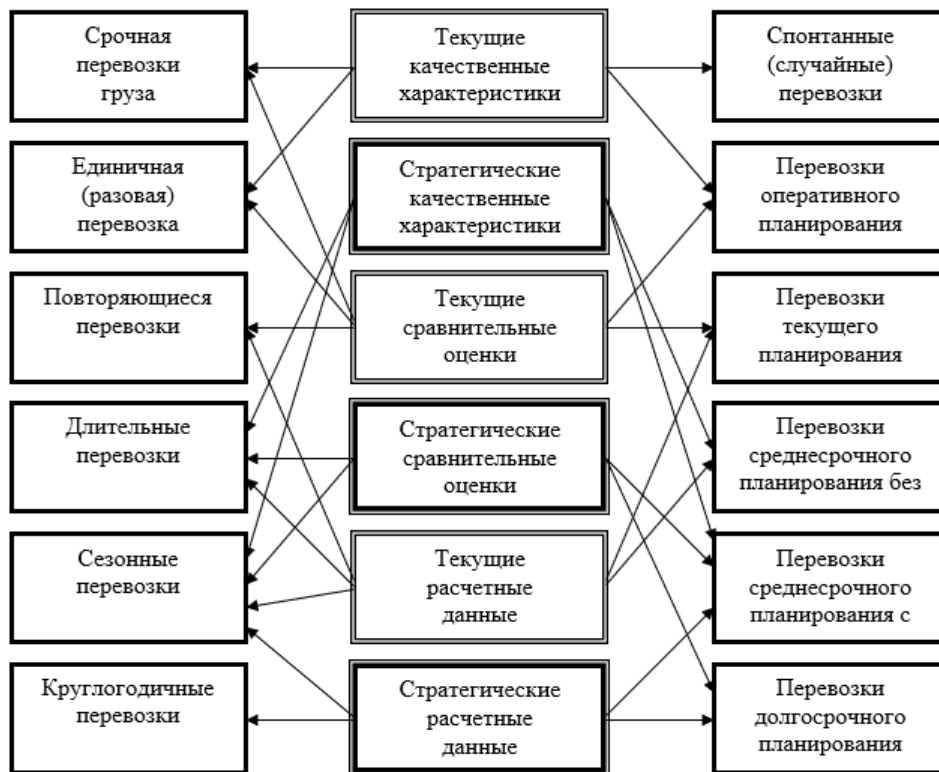 Срочная
перевозки
груза
Текущие
качественные
характеристики
Спонтанные
(случайные)
перевозки
Единичная
(разовая)
перевозка
Стратегические
качественные
характеристики
Перевозки
оперативного
планирования
Повторяющиеся
перевозки
Текущие
сравнительные
оценки
Перевозки
текущего
планирования
Длительные
перевозки
Стратегические
сравнительные
оценки
Перевозки
среднесрочного
планирования без
Сезонные
перевозки
Текущие
расчетные
данные
Перевозки
среднесрочного
планирования с
Круглогодичные
перевозки
Стратегические
расчетные
данные
Перевозки
долгосрочного
планирования